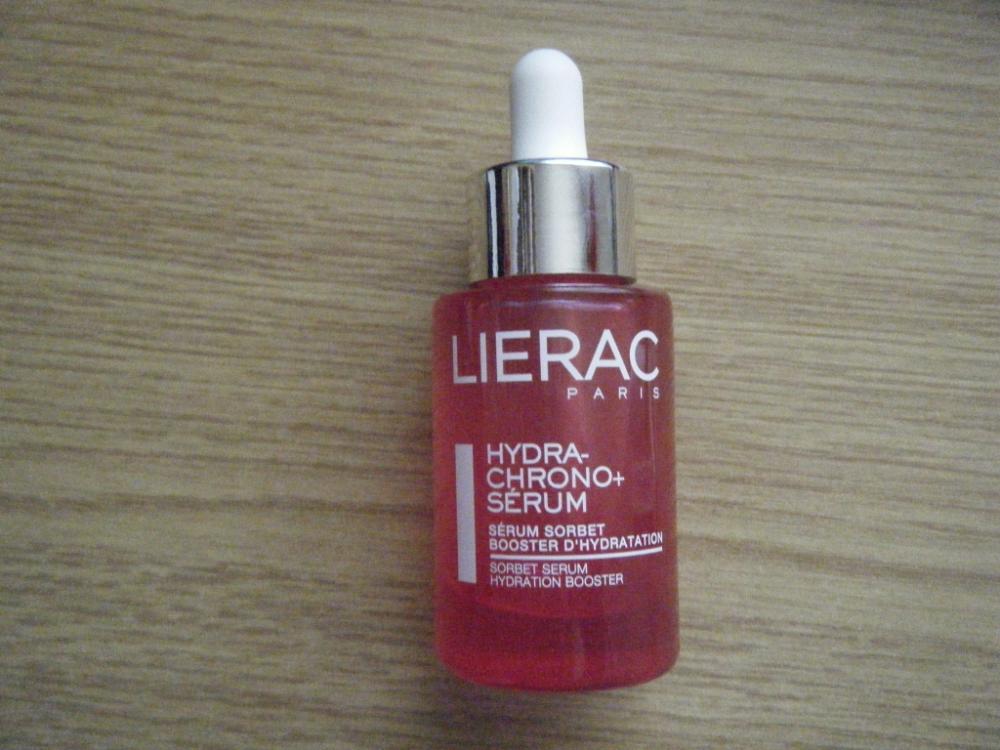 LIERAC
PARIS
HYDRA-
CHRONO+
SÉRUM
SÉRUM SORBET
BOOSTER D'HYDRATATION
SORBET SERUM
HYDRATION BOOSTER